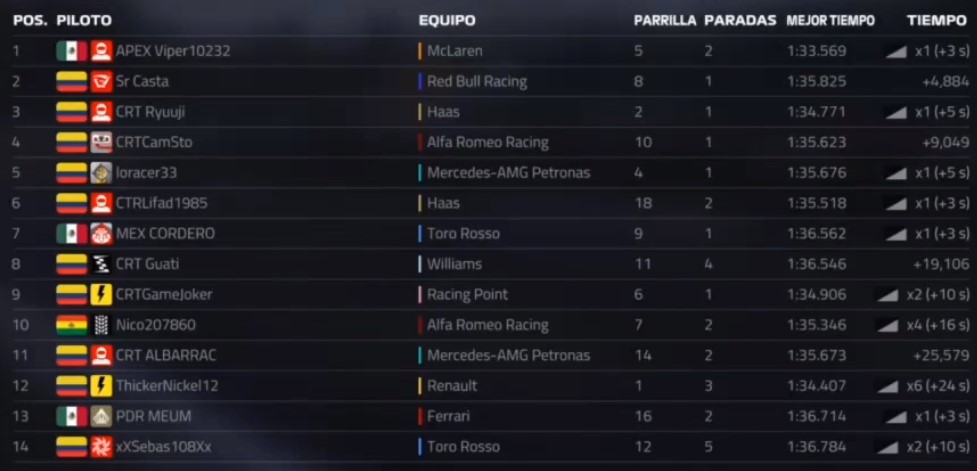 POS. PILOTO EQUIPO PARRILLA PARADAS MEJOR TIEMPO TIEMPO
1 APEX Viper10232 McLaren 5 2 1:33.569 x1 (+3 s)
2 Sr Casta Red Bull Racing 8 1 1:35.825 +4,884
3 CRT Ryuuji Haas 2 1 1:34.771 x1 (+5 s)
4 CRTCamSto Alfa Romeo Racing 10 1 1:35.623 +9,049
5 loracer33 Mercedes-AMG Petronas 4 1 1:35.676 x1 (+5 s)
6 CTRLifad1985 Haas 18 2 1:35.518 x1 (+3 s)
7 MEX CORDERO Toro Rosso 9 1 1:36.562 x1 (+3 s)
8 CRT Guati Williams 11 4 1:36.546 +19,106
9 CRTGameJoker Racing Point 6 1 1:34.906 x2 (+10 s)
10 Nico207860 Alfa Romeo Racing 7 2 1:35.346 x4 (+16 s)
11 CRT ALBARRAC Mercedes-AMG Petronas 14 2 1:35.673 +25,579
12 ThickerNickel12 Renault 1 3 1:34.407 x6 (+24 s)
13 PDR MEUM Ferrari 16 2 1:36.714 x1 (+3 s)
14 xXSebas108Xx Toro Rosso 12 5 1:36.784 x2 (+10 s)